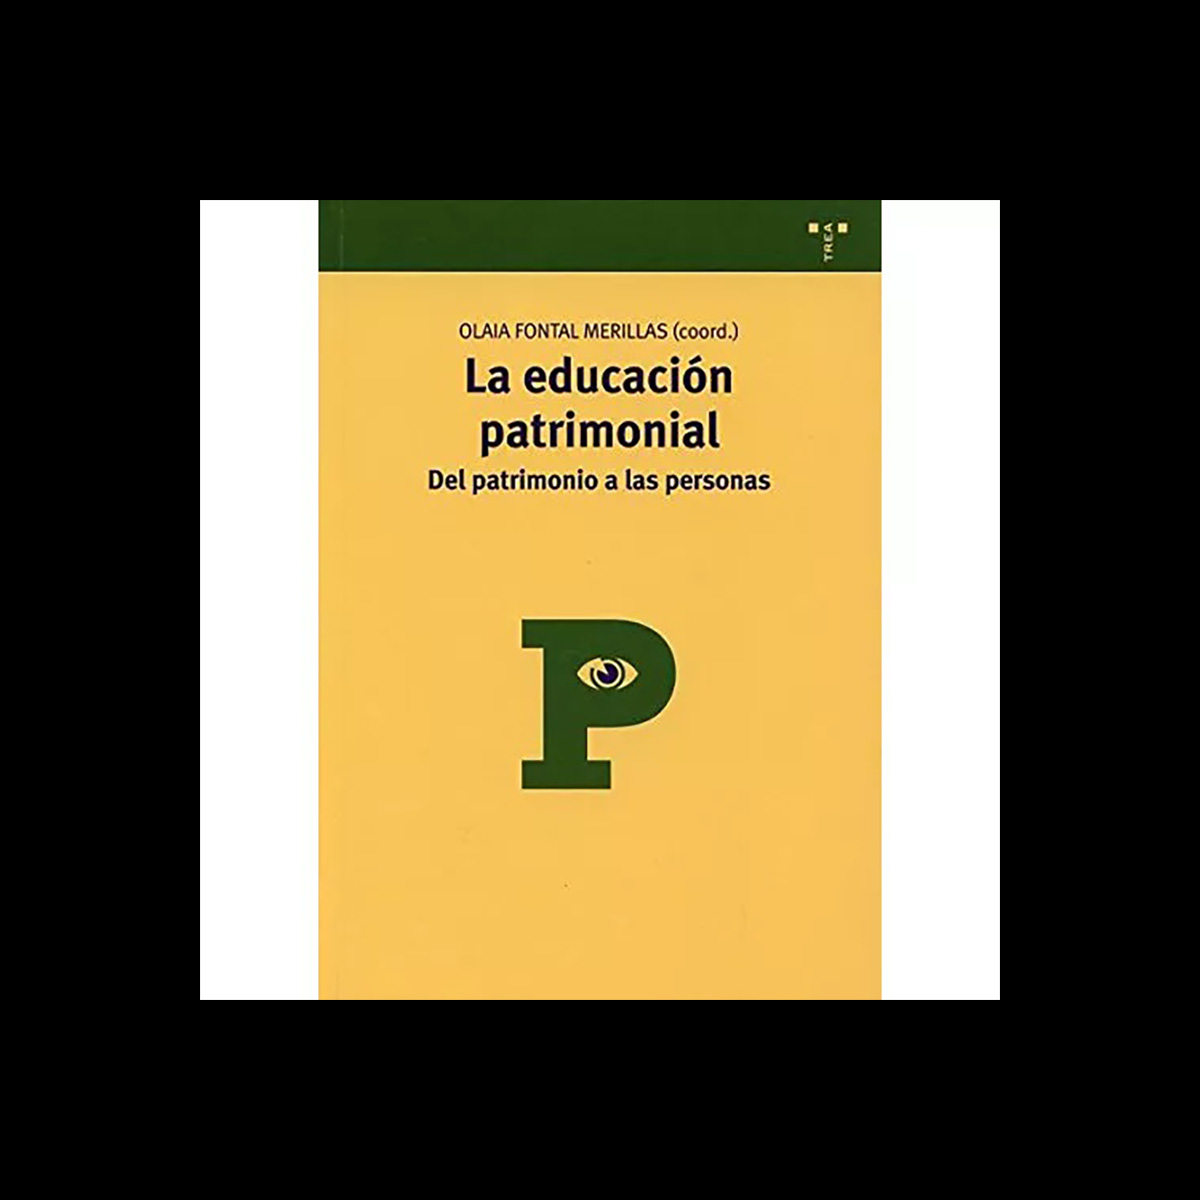 TREA
OLAIA FONTAL MERILLAS (coord.)
La educación
patrimonial
Del patrimonio a las personas
P